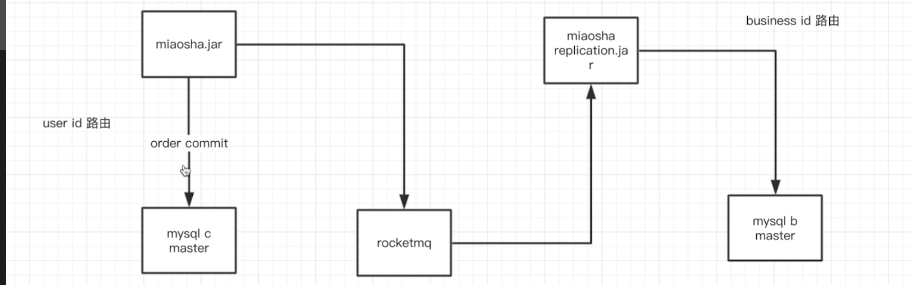 business id 路由
miaosha.jar
miaosha
replication.ja
r
user id 路由
order commit
mysql c
master
rocketmq
mysql b
master